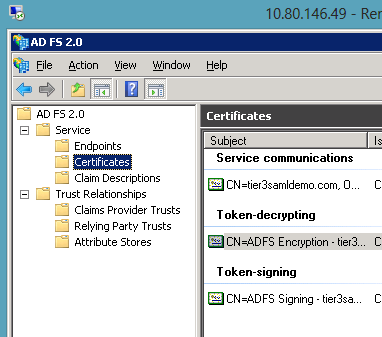 10.80.146.49 - Rem
AD FS 2.0
File Action View Window Help
AD FS 2.0
Service
Endpoints
Certificates
Claim Descriptions
Trust Relationships
Claims Provider Trusts
Relying Party Trusts
Attribute Stores
Certificates
Subject Is
Service communications
CN=tier3samldemo.com, O... C
Token-decrypting
CN=ADFS Encryption - tier3... C
Token-signing
CN=ADFS Signing - tier3sa... C